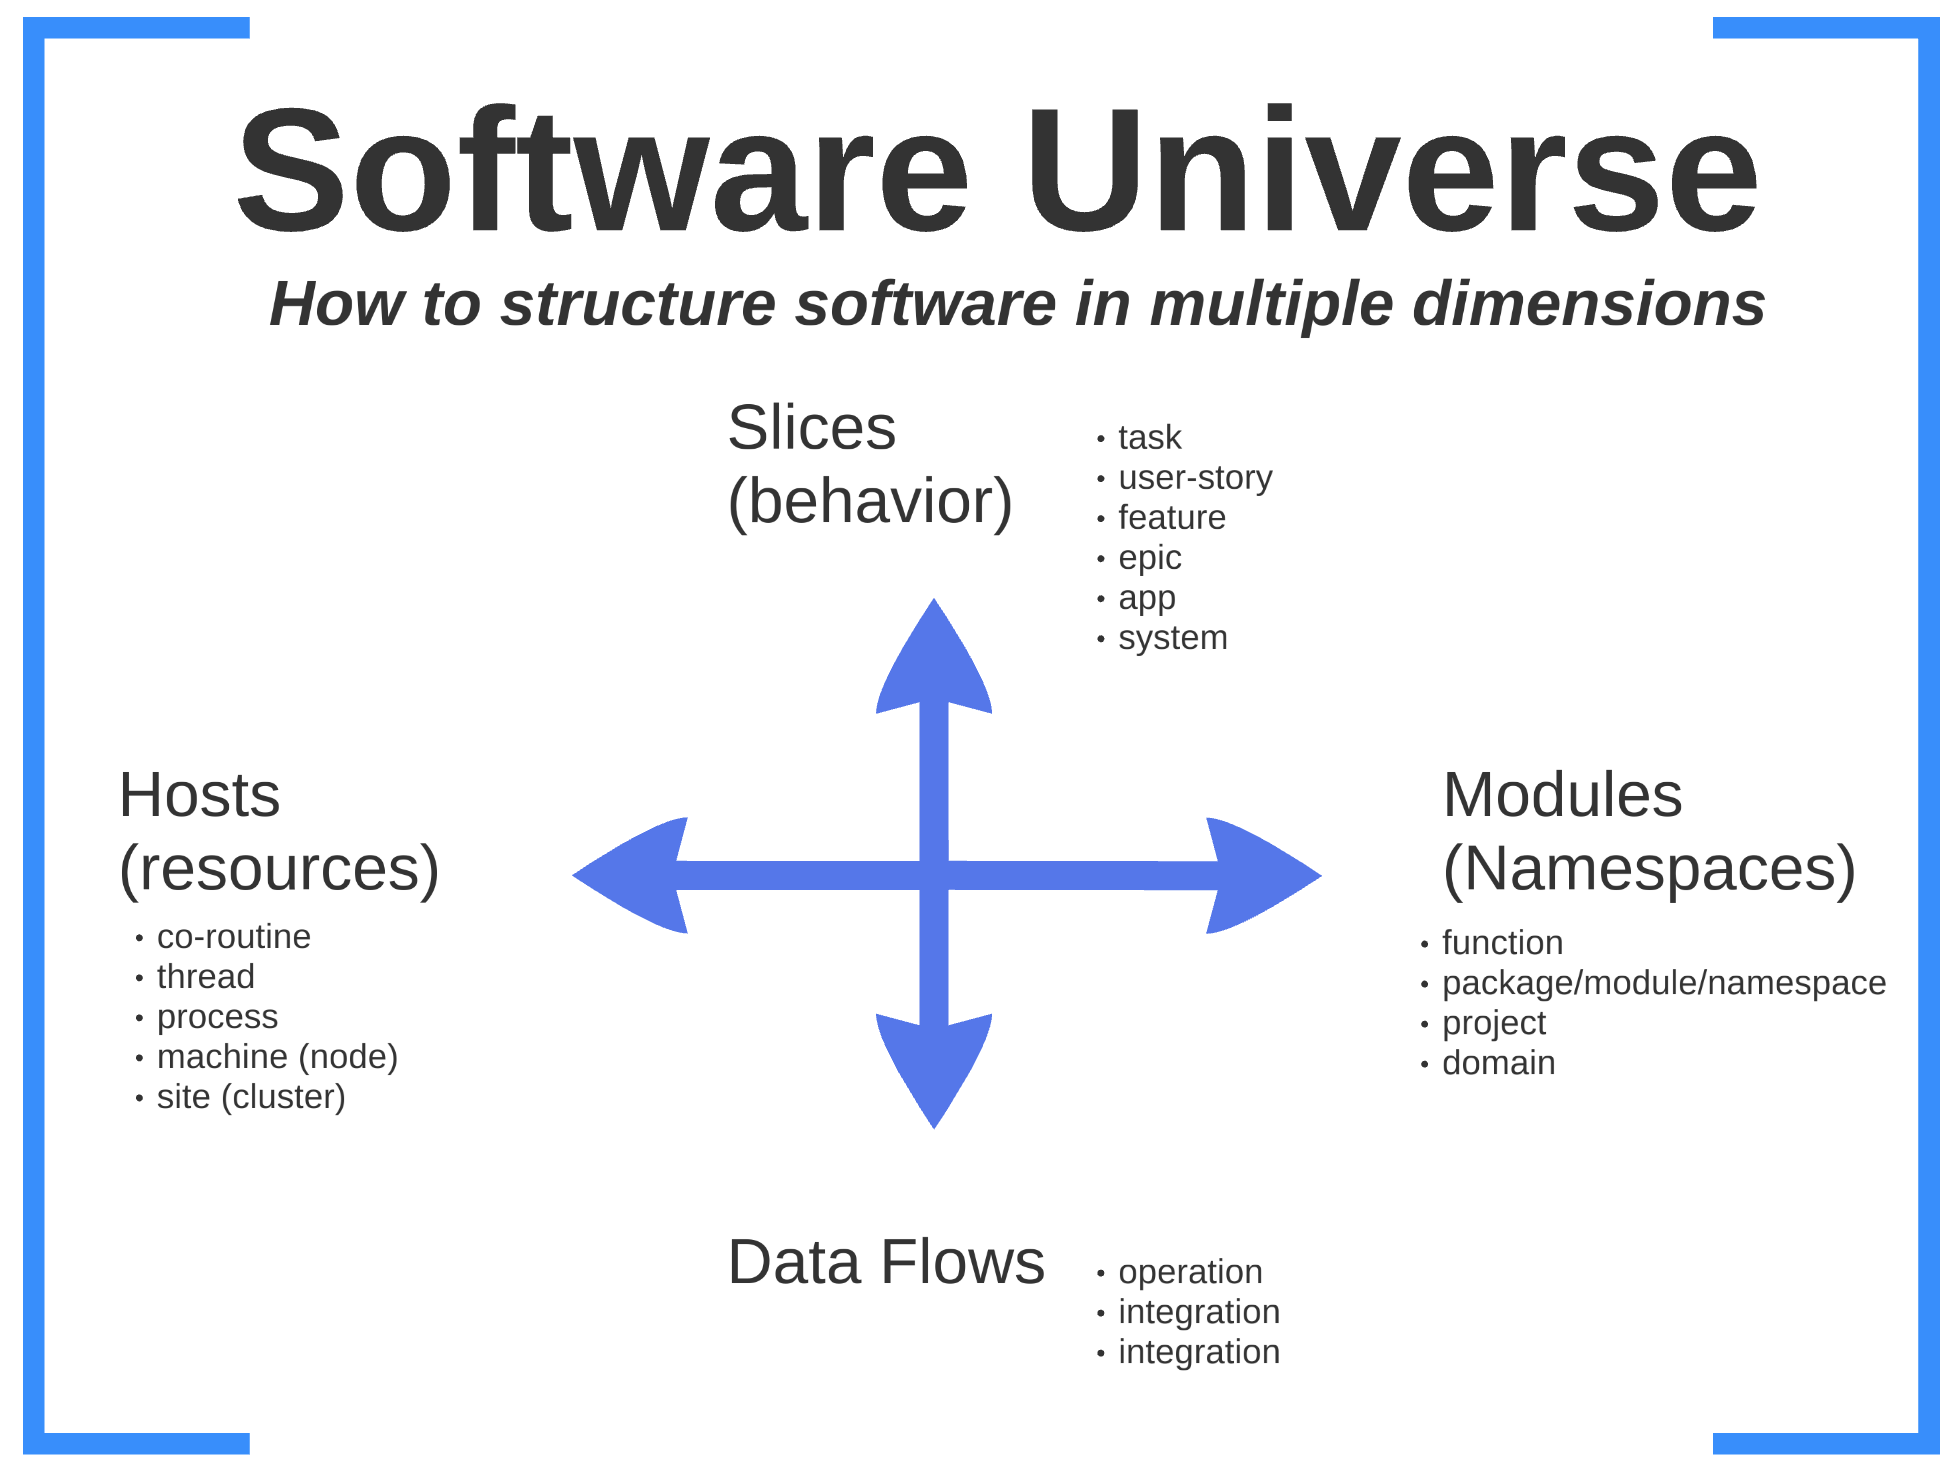 Software Universe
How to structure software in multiple dimensions
Slices
(behavior)
• task
• user-story
• feature
• epic
• app
• system
Hosts
(resources)
• co-routine
• thread
• process
• machine (node)
• site (cluster)
Modules
(Namespaces)
• function
• package/module/namespace
• project
• domain
Data Flows
• operation
• integration
• integration